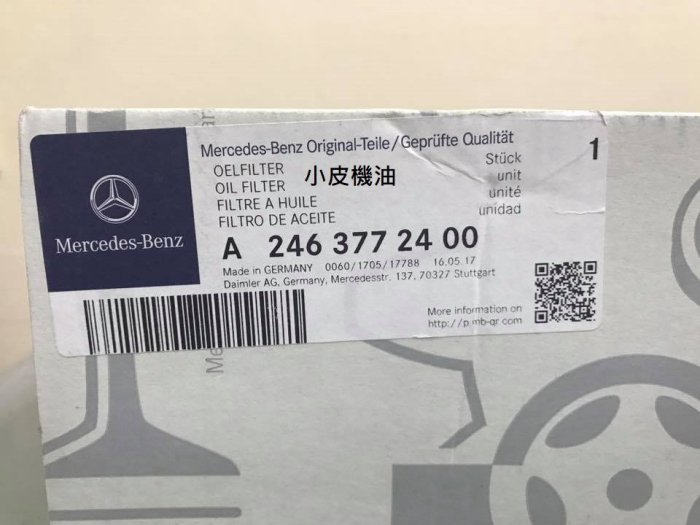 Mercedes-Benz Original-Teile/Geprüfte Qualität
OELFILTER
OIL FILTER
FILTRE A HUILE
FILTRO DE ACEITE
小皮機油
Stück
unit
unité
unidad
1
Mercedes-Benz
A 246 377 24 00
Made in GERMANY 0060/1705/17788 16.05.17
Daimler AG, Germany, Mercedesstr. 137, 70327 Stuttgart
More information on
http://p.mb-qr.com